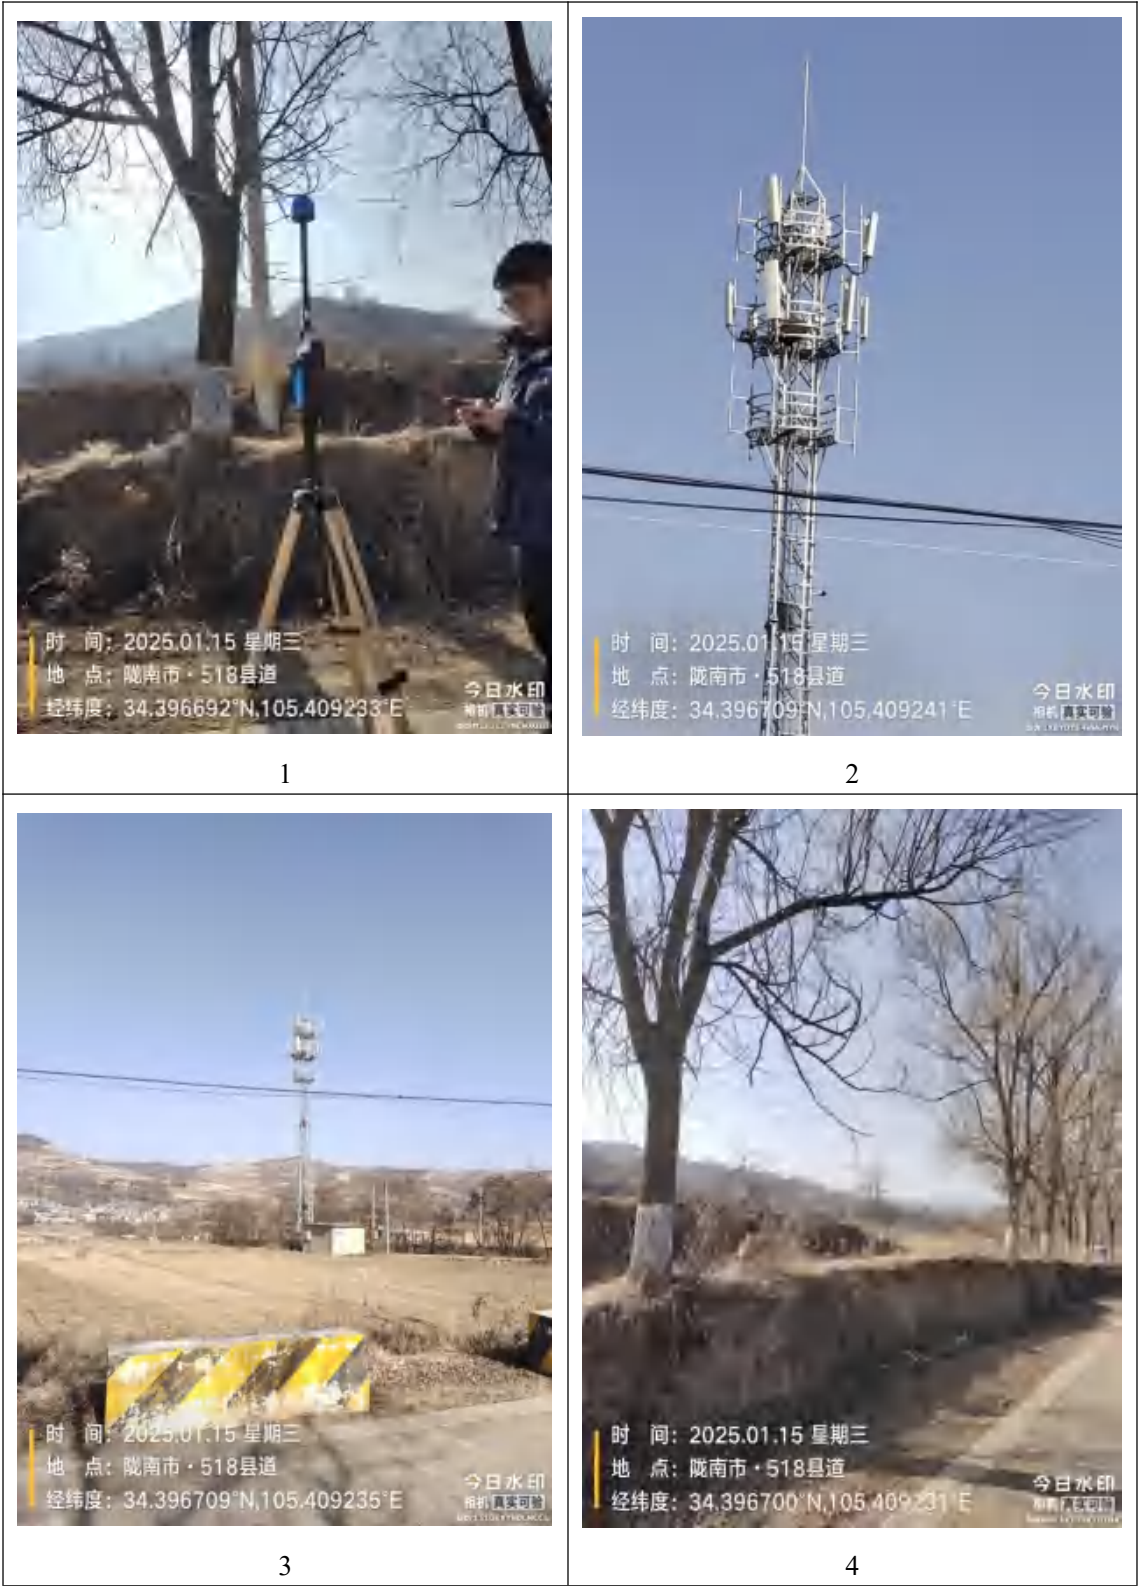 时 间：2025.01.15 星期三
地 点：陇南市·518县道
经纬度：34.396692°N,105.409233°E
今日水印
相机 真实可验
1
时 间：2025.01.15 星期三
地 点：陇南市·518县道
经纬度：34.396709°N,105.409241°E
今日水印
相机 真实可验
2
时 间：2025.01.15 星期三
地 点：陇南市·518县道
经纬度：34.396709°N,105.409235°E
今日水印
相机 真实可验
3
时 间：2025.01.15 星期三
地 点：陇南市·518县道
经纬度：34.396700°N,105.409231°E
今日水印
相机 真实可验
4